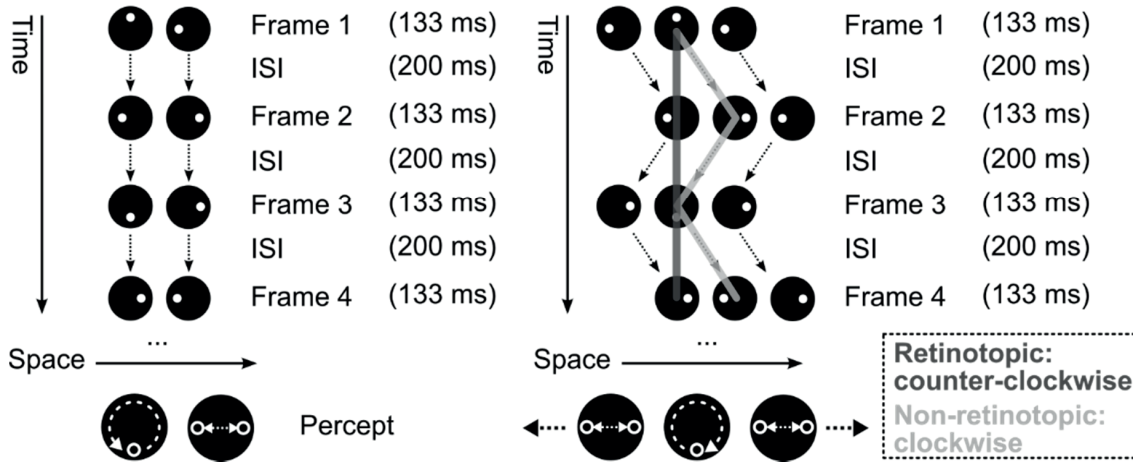 Time
Frame 1 (133 ms)
ISI (200 ms)
Frame 2 (133 ms)
ISI (200 ms)
Frame 3 (133 ms)
ISI (200 ms)
Frame 4 (133 ms)
...
Space
Percept
Time
Frame 1 (133 ms)
ISI (200 ms)
Frame 2 (133 ms)
ISI (200 ms)
Frame 3 (133 ms)
ISI (200 ms)
Frame 4 (133 ms)
...
Space
Retinotopic:
counter-clockwise
Non-retinotopic:
clockwise